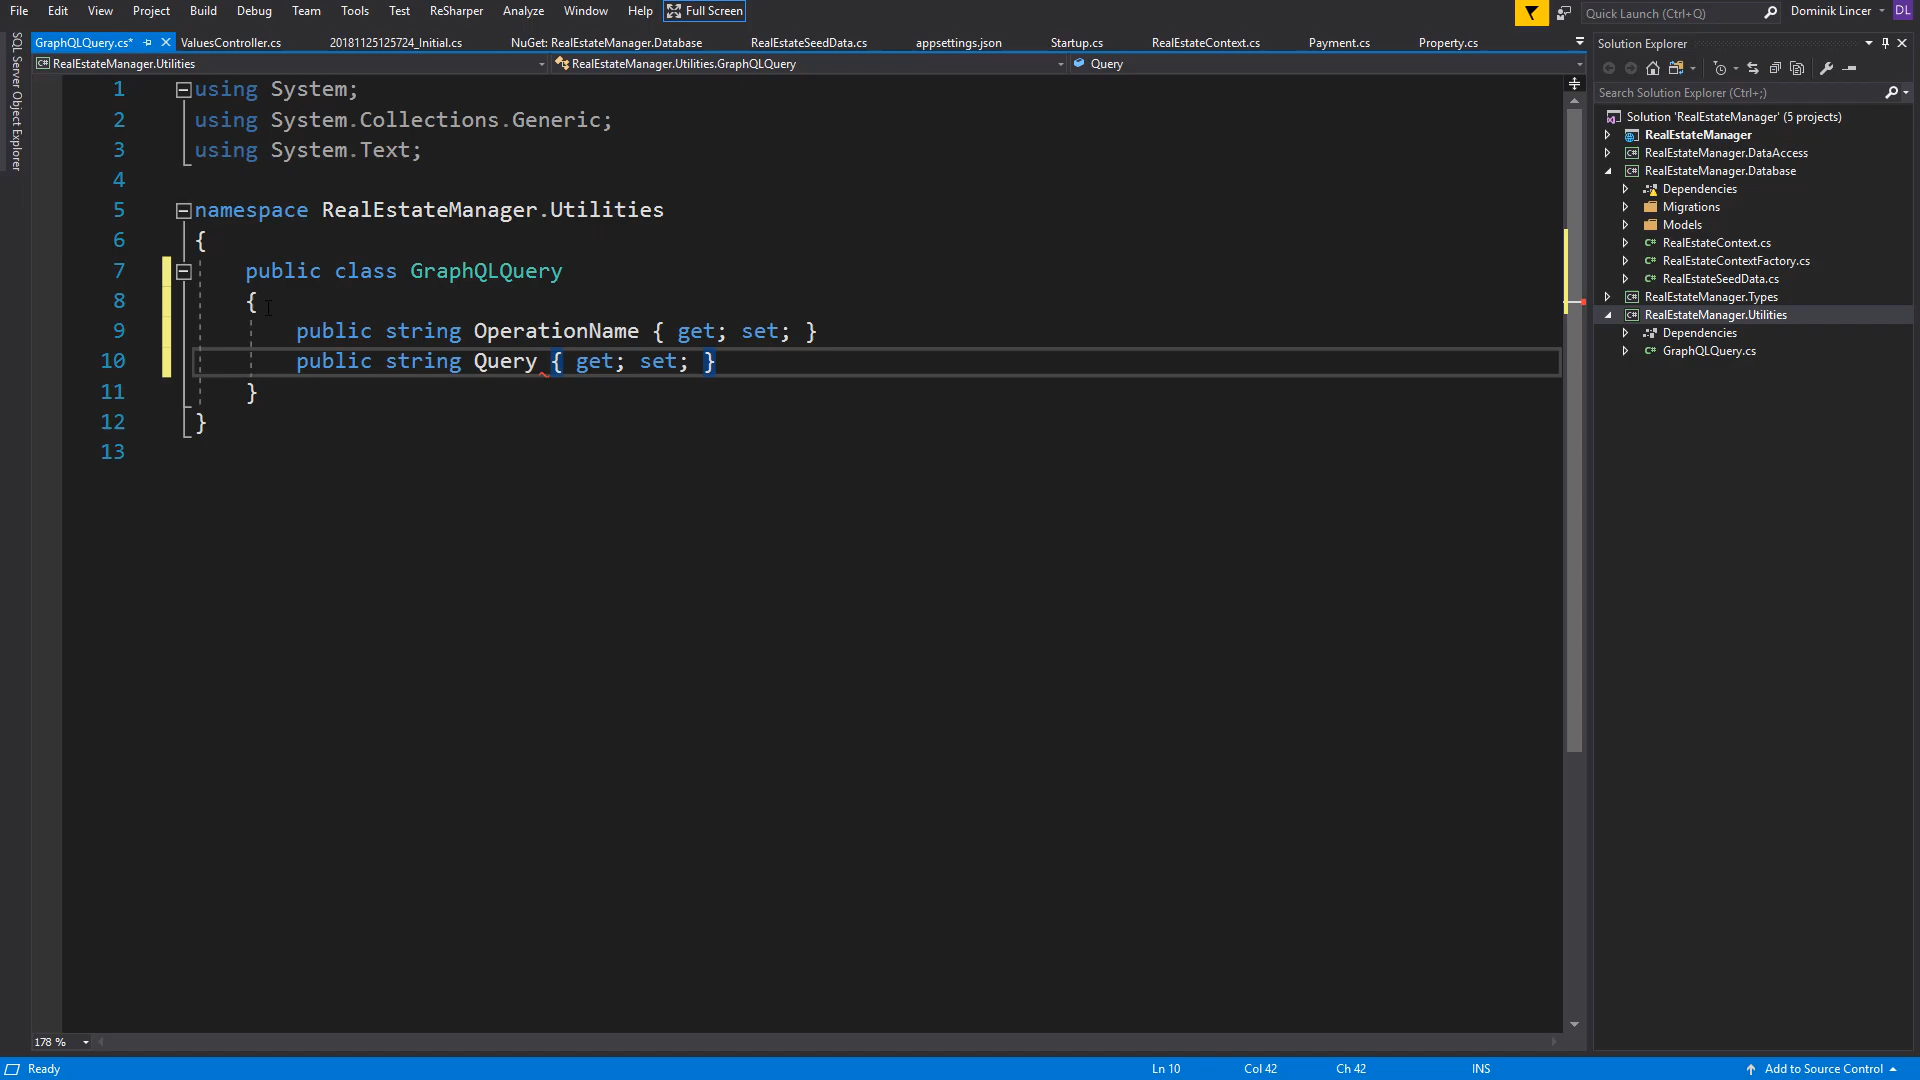 File Edit View Project Build Debug Team Tools Test ReSharper Analyze Window Help Full Screen Quick Launch (Ctrl+Q) Dominik Lincer DL
GraphQLQuery.cs* ValuesController.cs 20181125125724_Initial.cs NuGet: RealEstateManager.Database RealEstateSeedData.cs appsettings.json Startup.cs RealEstateContext.cs Payment.cs Property.cs
RealEstateManager.Utilities RealEstateManager.Utilities.GraphQLQuery Query
SQL Server Object Explorer
1 using System;
2 using System.Collections.Generic;
3 using System.Text;
4
5 namespace RealEstateManager.Utilities
6 {
7 public class GraphQLQuery
8 {
9 public string OperationName { get; set; }
10 public string Query { get; set; }
11 }
12 }
13
178 %
Solution Explorer
Search Solution Explorer (Ctrl+;)
Solution 'RealEstateManager' (5 projects)
RealEstateManager
C# RealEstateManager.DataAccess
C# RealEstateManager.Database
Dependencies
Migrations
Models
C# RealEstateContext.cs
C# RealEstateContextFactory.cs
C# RealEstateSeedData.cs
C# RealEstateManager.Types
C# RealEstateManager.Utilities
Dependencies
C# GraphQLQuery.cs
Ready Ln 10 Col 42 Ch 42 INS Add to Source Control